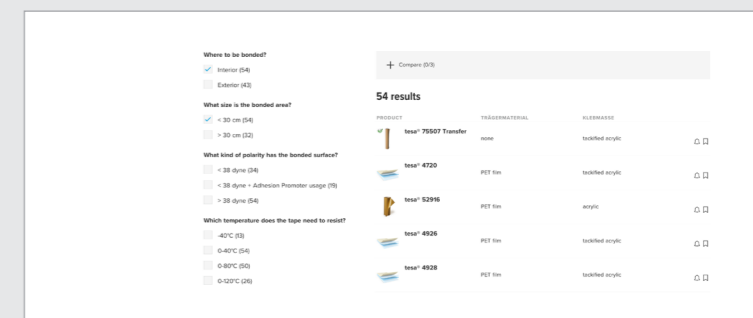 Where to be bonded?
Interior (54)
Exterior (43)
What size is the bonded area?
< 30 cm (54)
> 30 cm (32)
What kind of polarity has the bonded surface?
< 38 dyne (34)
< 38 dyne + Adhesion Promoter usage (19)
> 38 dyne (54)
Which temperature does the tape need to resist?
-40°C (13)
0-40°C (54)
0-80°C (50)
0-120°C (26)
Compare (0/3)
54 results
PRODUCT TRÄGERMATERIAL KLEBMASSE
tesa® 75507 Transfer none tackified acrylic
tesa® 4720 PET film tackified acrylic
tesa® 52916 PET film acrylic
tesa® 4926 PET film tackified acrylic
tesa® 4928 PET film tackified acrylic